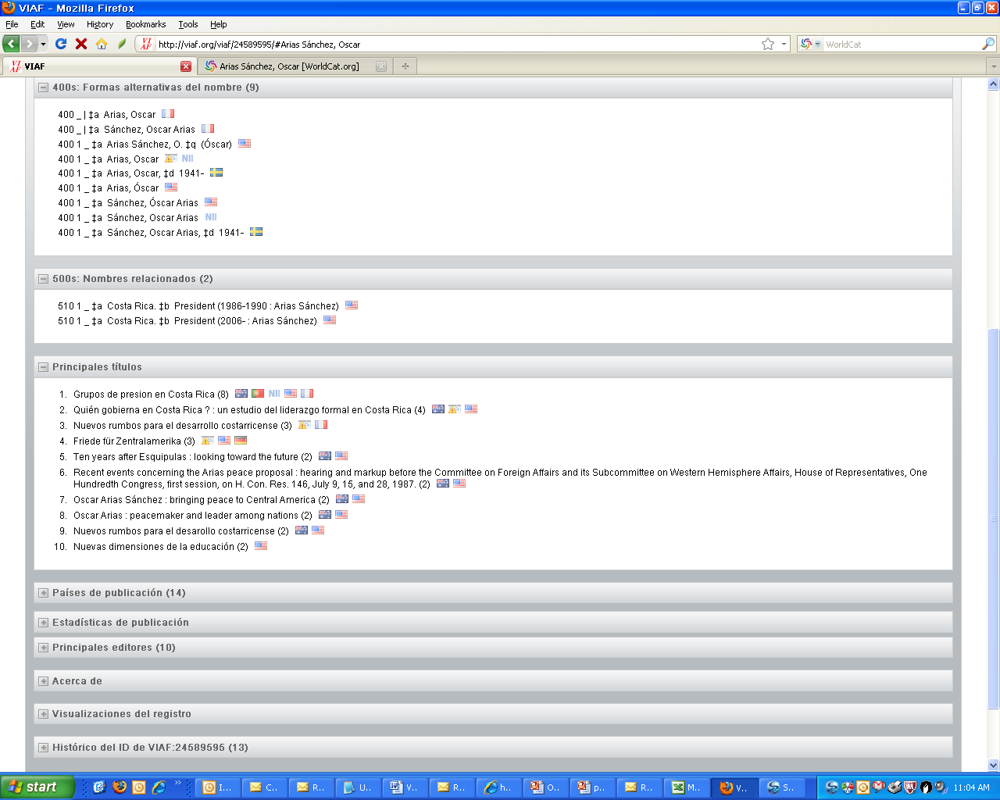 VIAF - Mozilla Firefox
File Edit View History Bookmarks Tools Help
http://viaf.org/viaf/24589595/#Arias Sánchez, Oscar
WorldCat
VIAF
Arias Sánchez, Oscar [WorldCat.org]
400s: Formas alternativas del nombre (9)
400 _ | ‡a Arias, Oscar
400 _ | ‡a Sánchez, Oscar Arias
400 1 _ ‡a Arias Sánchez, O. ‡q (Óscar)
400 1 _ ‡a Arias, Oscar NII
400 1 _ ‡a Arias, Oscar, ‡d 1941-
400 1 _ ‡a Arias, Óscar
400 1 _ ‡a Sánchez, Óscar Arias
400 1 _ ‡a Sánchez, Oscar Arias NII
400 1 _ ‡a Sánchez, Oscar Arias, ‡d 1941-
500s: Nombres relacionados (2)
510 1 _ ‡a Costa Rica. ‡b President (1986-1990 : Arias Sánchez)
510 1 _ ‡a Costa Rica. ‡b President (2006- : Arias Sánchez)
Principales títulos
1. Grupos de presion en Costa Rica (8) NII
2. Quién gobierna en Costa Rica ? : un estudio del liderazgo formal en Costa Rica (4)
3. Nuevos rumbos para el desarrollo costarricense (3)
4. Friede für Zentralamerika (3)
5. Ten years after Esquipulas : looking toward the future (2)
6. Recent events concerning the Arias peace proposal : hearing and markup before the Committee on Foreign Affairs and its Subcommittee on Western Hemisphere Affairs, House of Representatives, One
Hundredth Congress, first session, on H. Con. Res. 146, July 9, 15, and 28, 1987. (2)
7. Oscar Arias Sánchez : bringing peace to Central America (2)
8. Oscar Arias : peacemaker and leader among nations (2)
9. Nuevos rumbos para el desarollo costarricense (2)
10. Nuevas dimensiones de la educación (2)
Países de publicación (14)
Estadísticas de publicación
Principales editores (10)
Acerca de
Visualizaciones del registro
Histórico del ID de VIAF:24589595 (13)
start I... C.. R... U... V... R... h... O... p... R... M... v... S... 11:04 AM